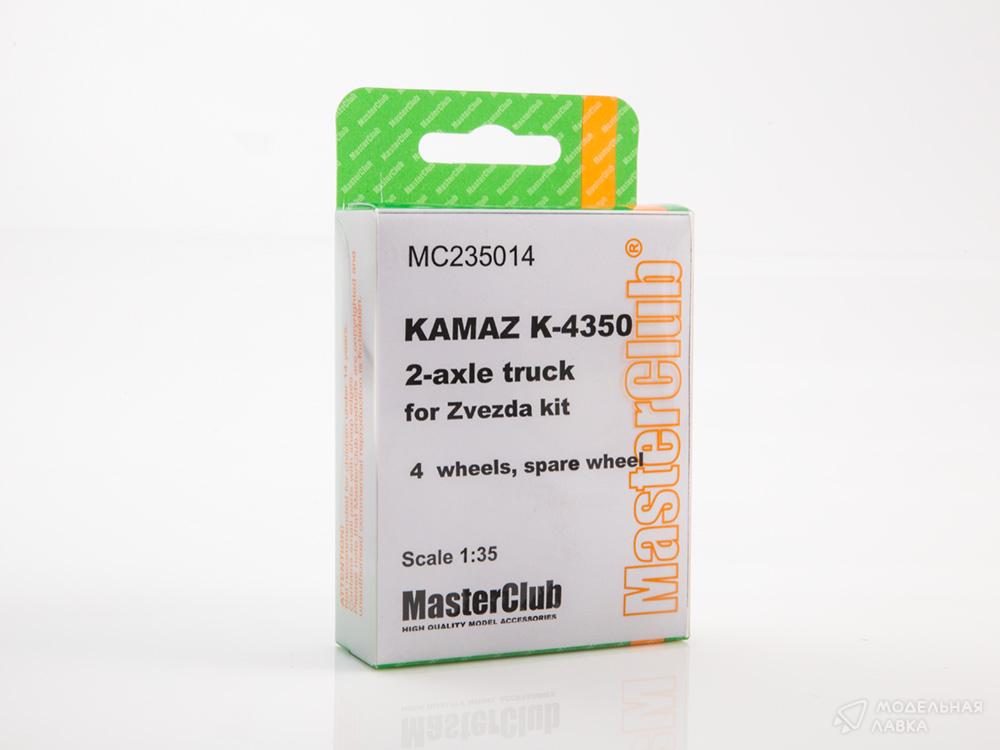 MC235014
KAMAZ K-4350
2-axle truck
for Zvezda kit
4 wheels, spare wheel
Scale 1:35
MasterClub
HIGH QUALITY MODEL ACCESSORIES
MasterClub®
ATTENTION!
МОДЕЛЬНАЯ
ЛАВКА